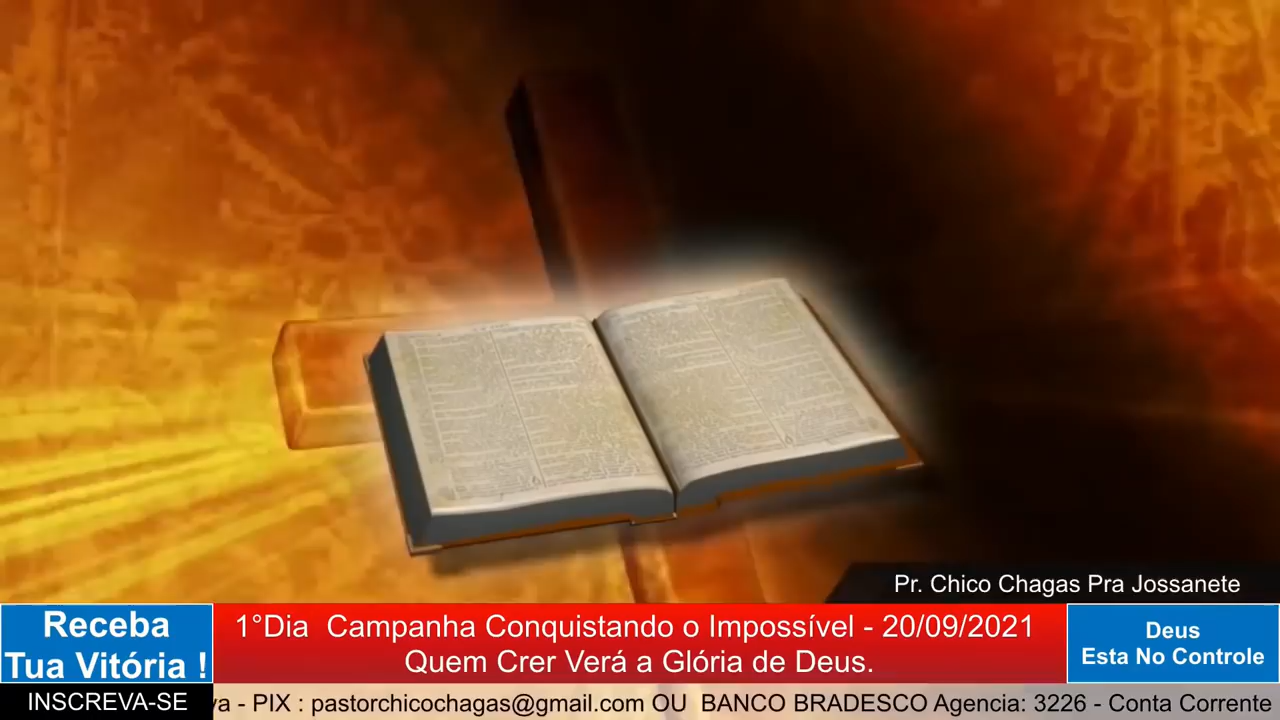 Pr. Chico Chagas Pra Jossanete
Receba
Tua Vitória !
1°Dia  Campanha Conquistando o Impossível - 20/09/2021
Quem Crer Verá a Glória de Deus.
Deus
Esta No Controle
INSCREVA-SE
va - PIX : pastorchicochagas@gmail.com OU  BANCO BRADESCO Agencia: 3226 - Conta Corrente